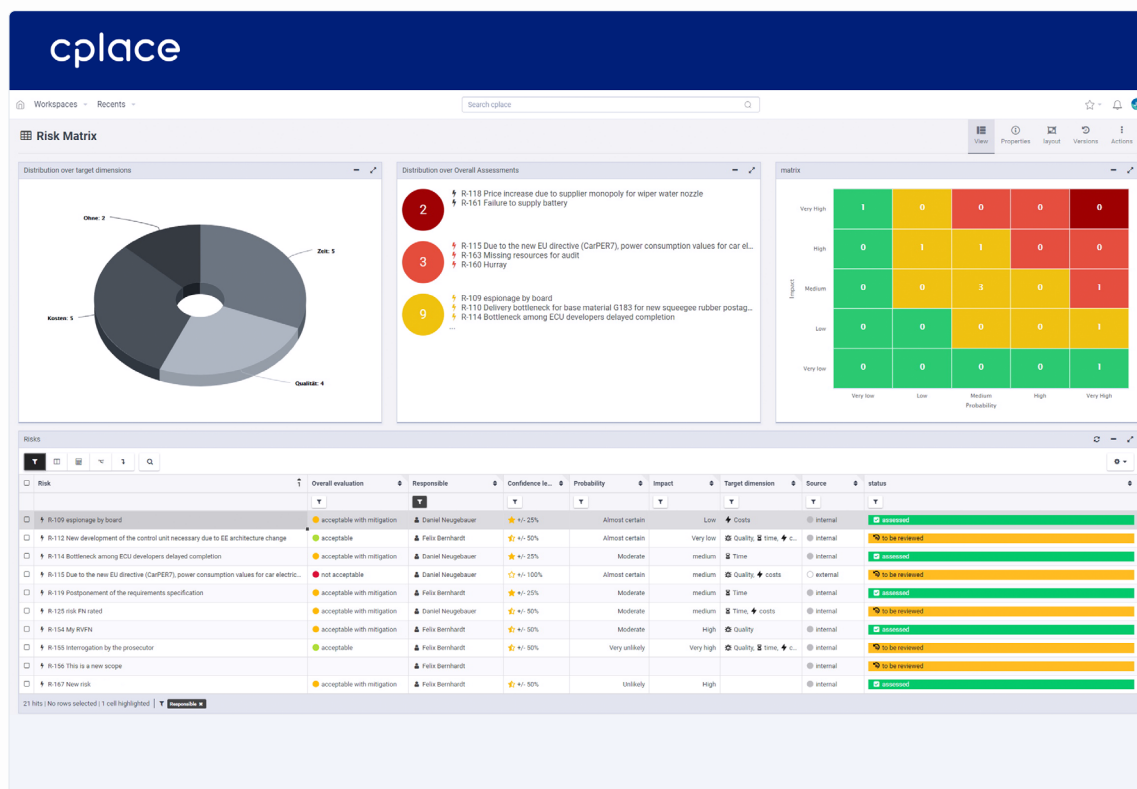 cplace
Workspaces Recents Search cplace
Risk Matrix View Properties layout Versions Actions
Distribution over target dimensions
Ohne: 2
Zeit: 5
Kosten: 5
Qualität: 4
Distribution over Overall Assessments
2
R-118 Price increase due to supplier monopoly for wiper water nozzle
R-161 Failure to supply battery
3
R-115 Due to the new EU directive (CarPER7), power consumption values for car el...
R-163 Missing resources for audit
R-160 Hurray
9
R-109 espionage by board
R-110 Delivery bottleneck for base material G183 for new squeegee rubber postag...
R-114 Bottleneck among ECU developers delayed completion
...
matrix
Impact
Very High 1 0 0 0 0
High 0 1 1 0 0
Medium 0 0 3 0 1
Low 0 0 0 0 1
Very low 0 0 0 0 1
Very low Low Medium High Very High
Probability
Risks
Risk Overall evaluation Responsible Confidence le... Probability Impact Target dimension Source status
R-109 espionage by board acceptable with mitigation Daniel Neugebauer +/- 25% Almost certain Low Costs internal assessed
R-112 New development of the control unit necessary due to EE architecture change acceptable Felix Bernhardt +/- 50% Almost certain Very low Quality, time, c... internal to be reviewed
R-114 Bottleneck among ECU developers delayed completion acceptable with mitigation Daniel Neugebauer +/- 25% Moderate medium Time internal assessed
R-115 Due to the new EU directive (CarPER7), power consumption values for car electric... not acceptable Daniel Neugebauer +/- 100% Almost certain medium Quality, costs external to be reviewed
R-119 Postponement of the requirements specification acceptable with mitigation Felix Bernhardt +/- 25% Moderate medium Time internal assessed
R-125 risk FN rated acceptable with mitigation Daniel Neugebauer +/- 50% Moderate medium Time, costs internal to be reviewed
R-154 My RVFN acceptable with mitigation Felix Bernhardt +/- 50% Moderate High Quality internal assessed
R-155 Interrogation by the prosecutor acceptable Felix Bernhardt +/- 50% Very unlikely Very high Quality, time, c... internal to be reviewed
R-156 This is a new scope Felix Bernhardt internal to be reviewed
R-167 New risk acceptable with mitigation Felix Bernhardt +/- 50% Unlikely High internal assessed
21 hits | No rows selected | 1 cell highlighted | Responsible